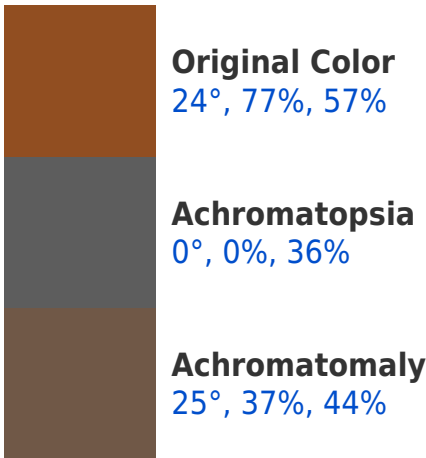 Original Color
24°, 77%, 57%
Achromatopsia
0°, 0%, 36%
Achromatomaly
25°, 37%, 44%